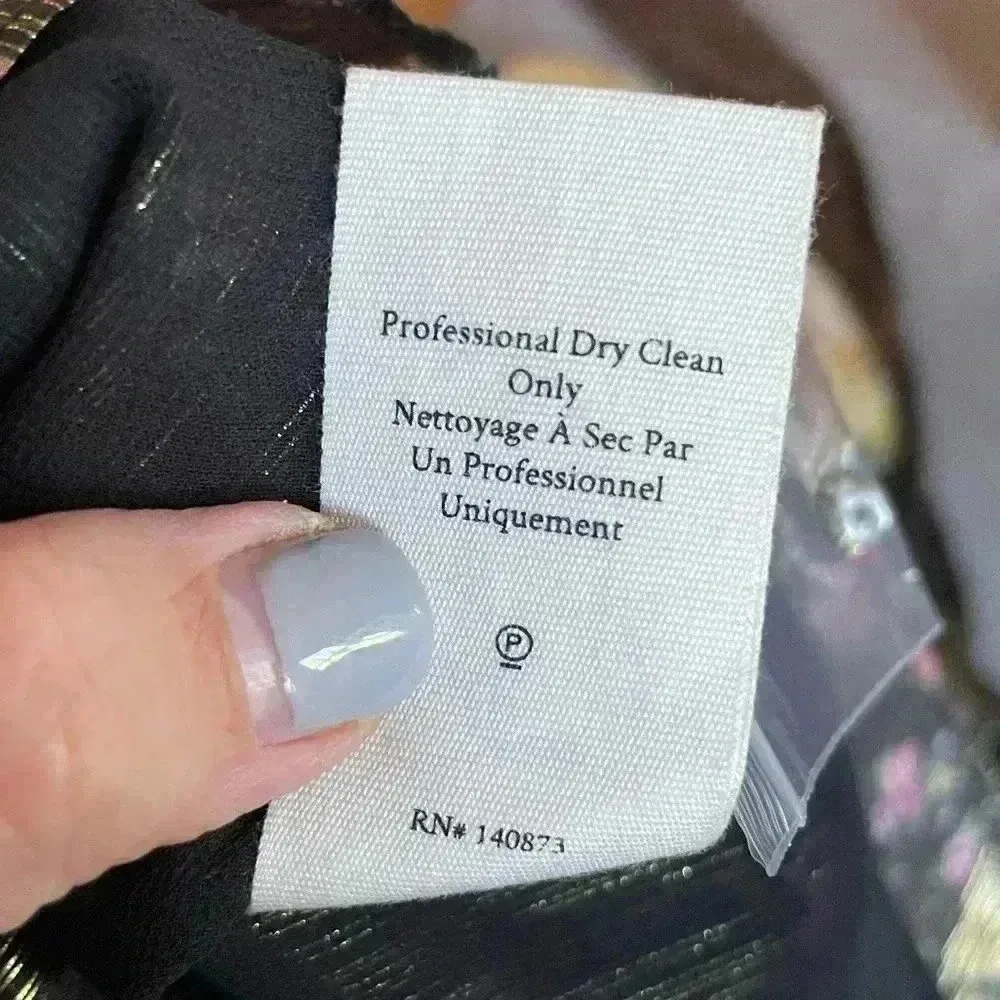 Professional Dry Clean
Only
Nettoyage À Sec Par
Un Professionnel
Uniquement
P
RN# 140873